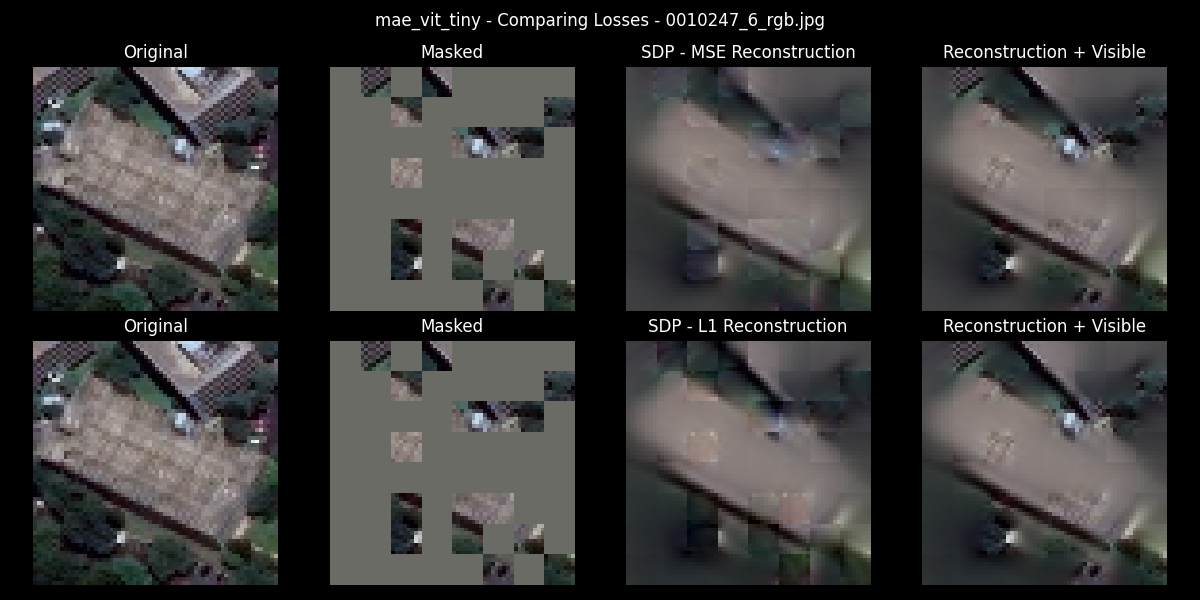 mae_vit_tiny - Comparing Losses - 0010247_6_rgb.jpg
Original
Masked
SDP - MSE Reconstruction
Reconstruction + Visible
Original
Masked
SDP - L1 Reconstruction
Reconstruction + Visible